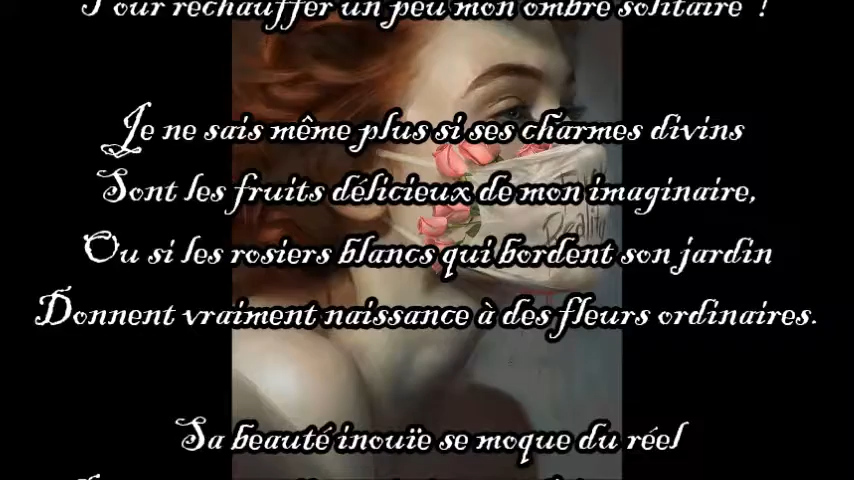 Pour réchauffer un peu mon ombre solitaire !
Je ne sais même plus si ses charmes divins
Sont les fruits délicieux de mon imaginaire,
Ou si les rosiers blancs qui bordent son jardin
Donnent vraiment naissance à des fleurs ordinaires.
Sa beauté inouïe se moque du réel
Reality